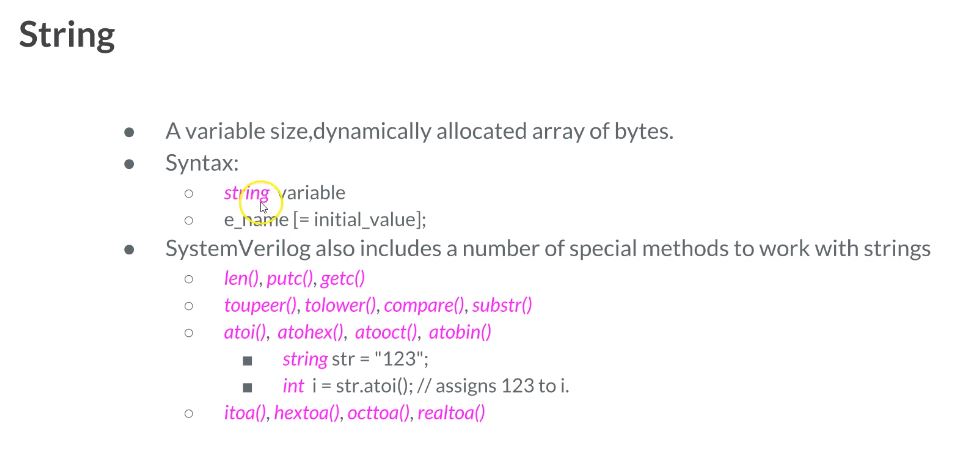 String
● A variable size,dynamically allocated array of bytes.
● Syntax:
○ string variable
○ e_name [= initial_value];
● SystemVerilog also includes a number of special methods to work with strings
○ len(), putc(), getc()
○ toupeer(), tolower(), compare(), substr()
○ atoi(), atohex(), atooct(), atobin()
■ string str = "123";
■ int i = str.atoi(); // assigns 123 to i.
○ itoa(), hextoa(), octtoa(), realtoa()